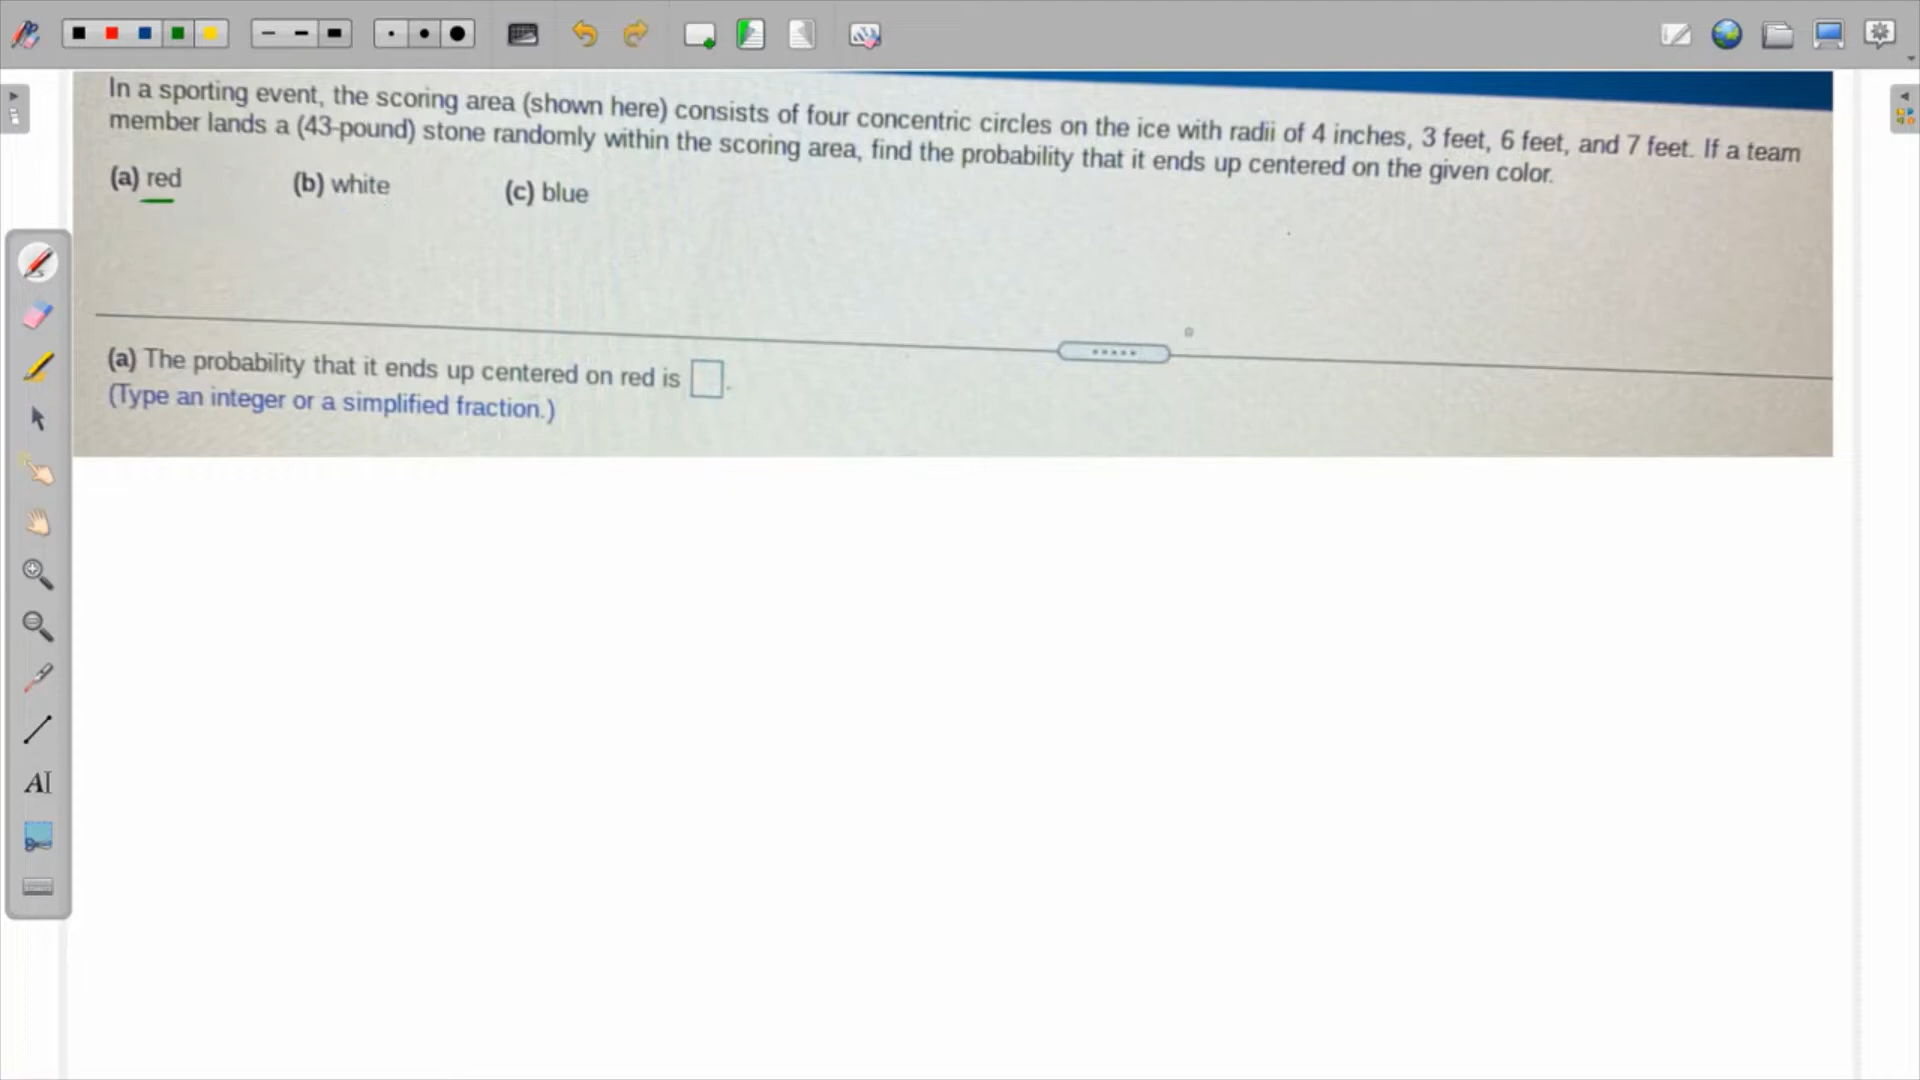 In a sporting event, the scoring area (shown here) consists of four concentric circles on the ice with radii of 4 inches, 3 feet, 6 feet, and 7 feet. If a team
member lands a (43-pound) stone randomly within the scoring area, find the probability that it ends up centered on the given color.
(a) red (b) white (c) blue
(a) The probability that it ends up centered on red is .
(Type an integer or a simplified fraction.)
AI